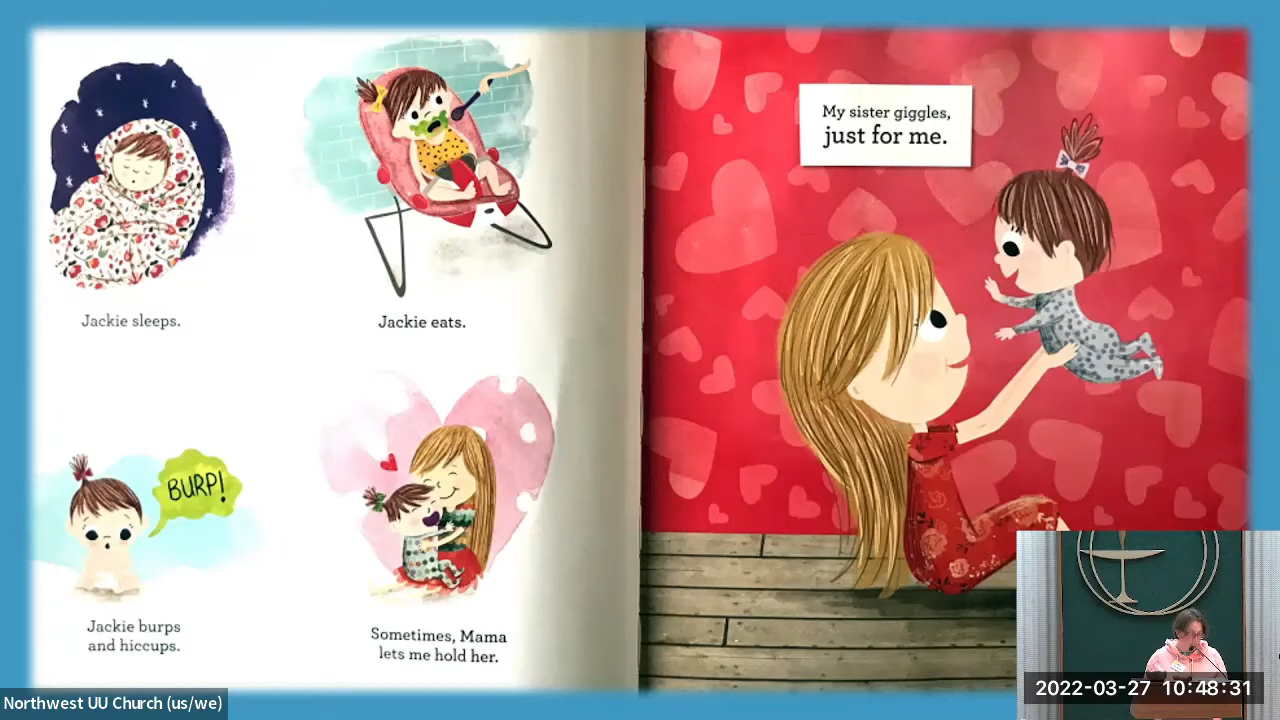 Jackie sleeps.
Jackie eats.
BURP!
Jackie burps
and hiccups.
Sometimes, Mama
lets me hold her.
My sister giggles,
just for me.
Northwest UU Church (us/we)
2022-03-27 10:48:31